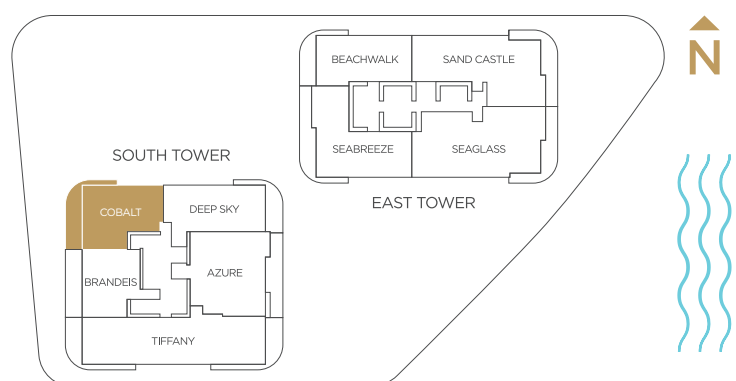 N
BEACHWALK
SAND CASTLE
SEABREEZE
SEAGLASS
EAST TOWER
SOUTH TOWER
COBALT
DEEP SKY
BRANDEIS
AZURE
TIFFANY